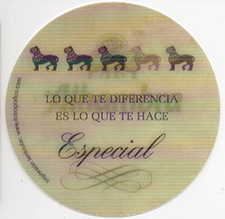 LO QUE TE DIFERENCIA
ES LO QUE TE HACE
Especial